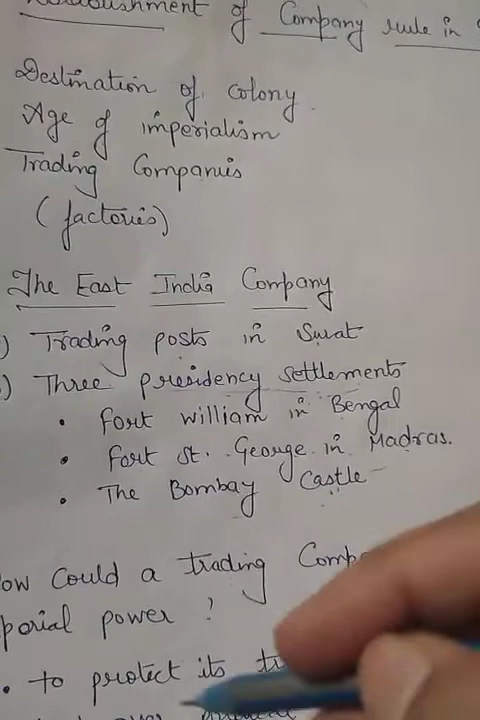 of Company rule in
Destination of colony.
Age of imperialism
Trading Companies
(factories)
The East India Company
) Trading posts in Surat
) Three presidency settlements
• Fort william in Bengal
• Fort St. George in Madras.
• The Bombay Castle
ow could a trading Comp
perial power ?
• to protect its